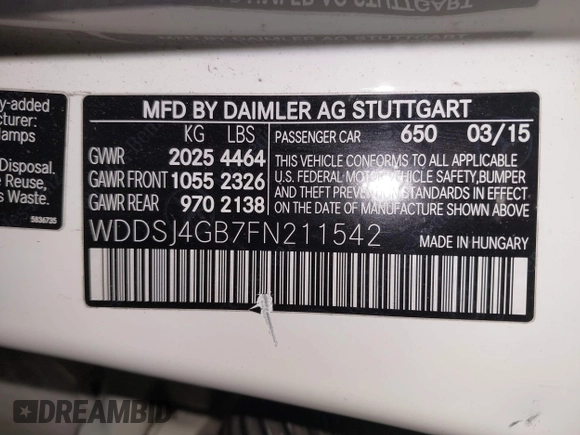 y-added
acturer:
lamps
Disposal.
e Reuse,
s Waste.
5836735
MFD BY DAIMLER AG STUTTGART
KG LBS PASSENGER CAR 650 03/15
GVWR 2025 4464 THIS VEHICLE CONFORMS TO ALL APPLICABLE
GAWR FRONT 1055 2326 U.S. FEDERAL MOTOR VEHICLE SAFETY,BUMPER
GAWR REAR 970 2138 AND THEFT PREVENTION STANDARDS IN EFFECT
ON THE DATE OF MANUFACTURE SHOWN ABOVE
WDDSJ4GB7FN211542 MADE IN HUNGARY
DREAMBID